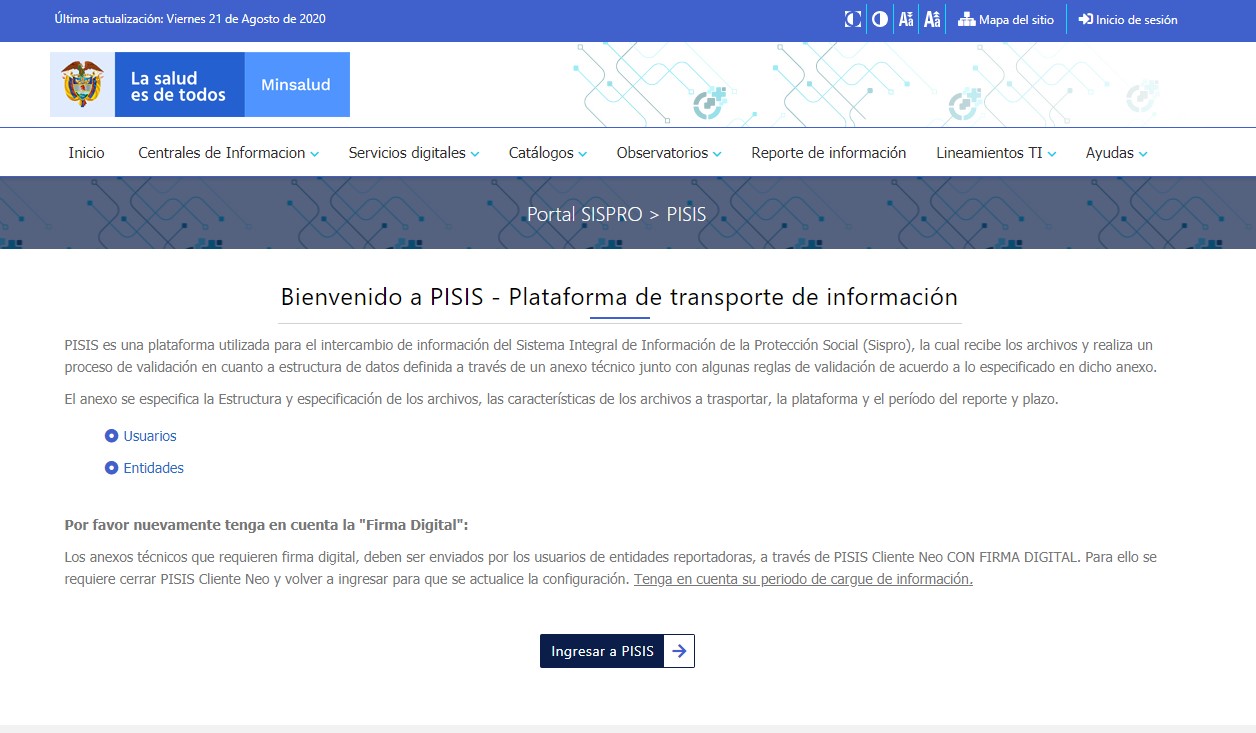 Última actualización: Viernes 21 de Agosto de 2020
Mapa del sitio
Inicio de sesión
La salud
es de todos
Minsalud
Inicio
Centrales de Informacion
Servicios digitales
Catálogos
Observatorios
Reporte de información
Lineamientos TI
Ayudas
Portal SISPRO > PISIS
Bienvenido a PISIS - Plataforma de transporte de información
PISIS es una plataforma utilizada para el intercambio de información del Sistema Integral de Información de la Protección Social (Sispro), la cual recibe los archivos y realiza un
proceso de validación en cuanto a estructura de datos definida a través de un anexo técnico junto con algunas reglas de validación de acuerdo a lo especificado en dicho anexo.
El anexo se especifica la Estructura y especificación de los archivos, las características de los archivos a trasportar, la plataforma y el período del reporte y plazo.
Usuarios
Entidades
Por favor nuevamente tenga en cuenta la "Firma Digital":
Los anexos técnicos que requieren firma digital, deben ser enviados por los usuarios de entidades reportadoras, a través de PISIS Cliente Neo CON FIRMA DIGITAL. Para ello se
requiere cerrar PISIS Cliente Neo y volver a ingresar para que se actualice la configuración. Tenga en cuenta su periodo de cargue de información.
Ingresar a PISIS